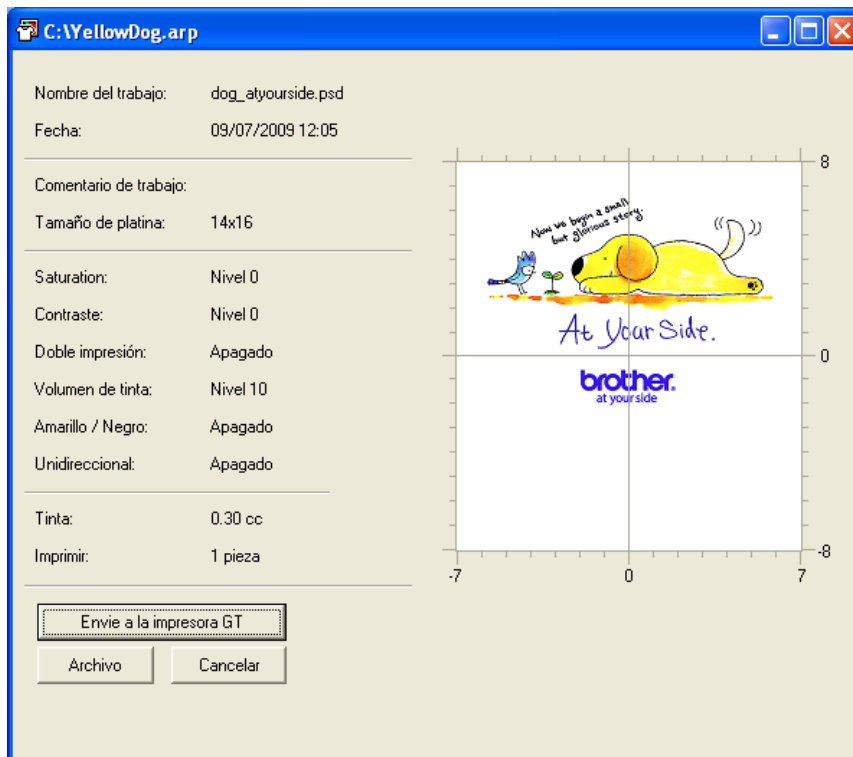 C:\YellowDog.arp
Nombre del trabajo: dog_atyourside.psd
Fecha: 09/07/2009 12:05
Comentario de trabajo:
Tamaño de platina: 14x16
Saturation: Nivel 0
Contraste: Nivel 0
Doble impresión: Apagado
Volumen de tinta: Nivel 10
Amarillo / Negro: Apagado
Unidireccional: Apagado
Tinta: 0.30 cc
Imprimir: 1 pieza
Envie a la impresora GT
Archivo Cancelar
8
Now we begin a small
but glorious story.
At Your Side.
0
brother.
at your side
-8
-7 0 7